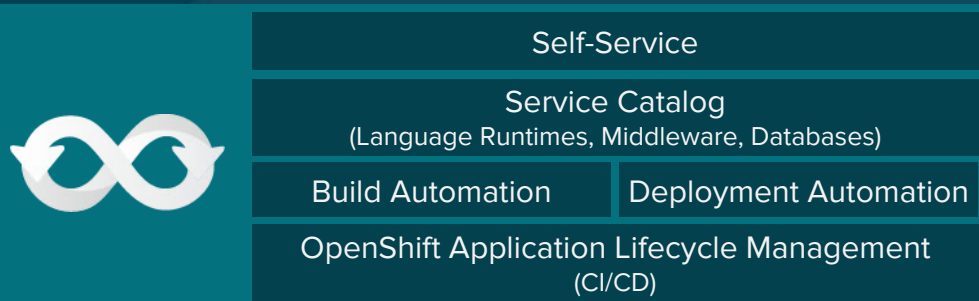 Self-Service
Service Catalog
(Language Runtimes, Middleware, Databases)
Build Automation
Deployment Automation
OpenShift Application Lifecycle Management
(CI/CD)